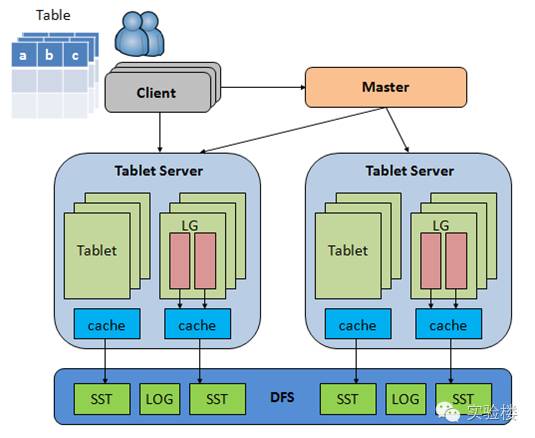 Table
a b c
Client
Master
Tablet Server
Tablet Server
LG
Tablet
LG
Tablet
cache
cache
cache
cache
SST
LOG
SST
DFS
SST
LOG
SST
实验楼